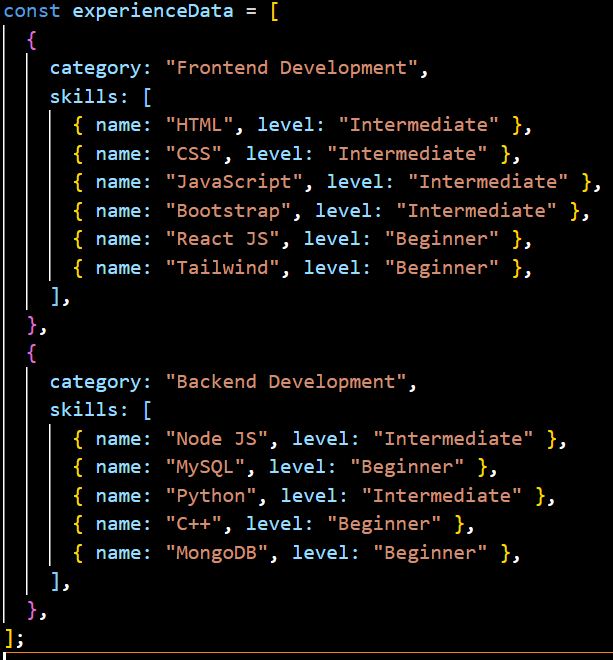 const experienceData = [
  {
    category: "Frontend Development",
    skills: [
      { name: "HTML", level: "Intermediate" },
      { name: "CSS", level: "Intermediate" },
      { name: "JavaScript", level: "Intermediate" },
      { name: "Bootstrap", level: "Intermediate" },
      { name: "React JS", level: "Beginner" },
      { name: "Tailwind", level: "Beginner" },
    ],
  },
  {
    category: "Backend Development",
    skills: [
      { name: "Node JS", level: "Intermediate" },
      { name: "MySQL", level: "Beginner" },
      { name: "Python", level: "Intermediate" },
      { name: "C++", level: "Beginner" },
      { name: "MongoDB", level: "Beginner" },
    ],
  },
];